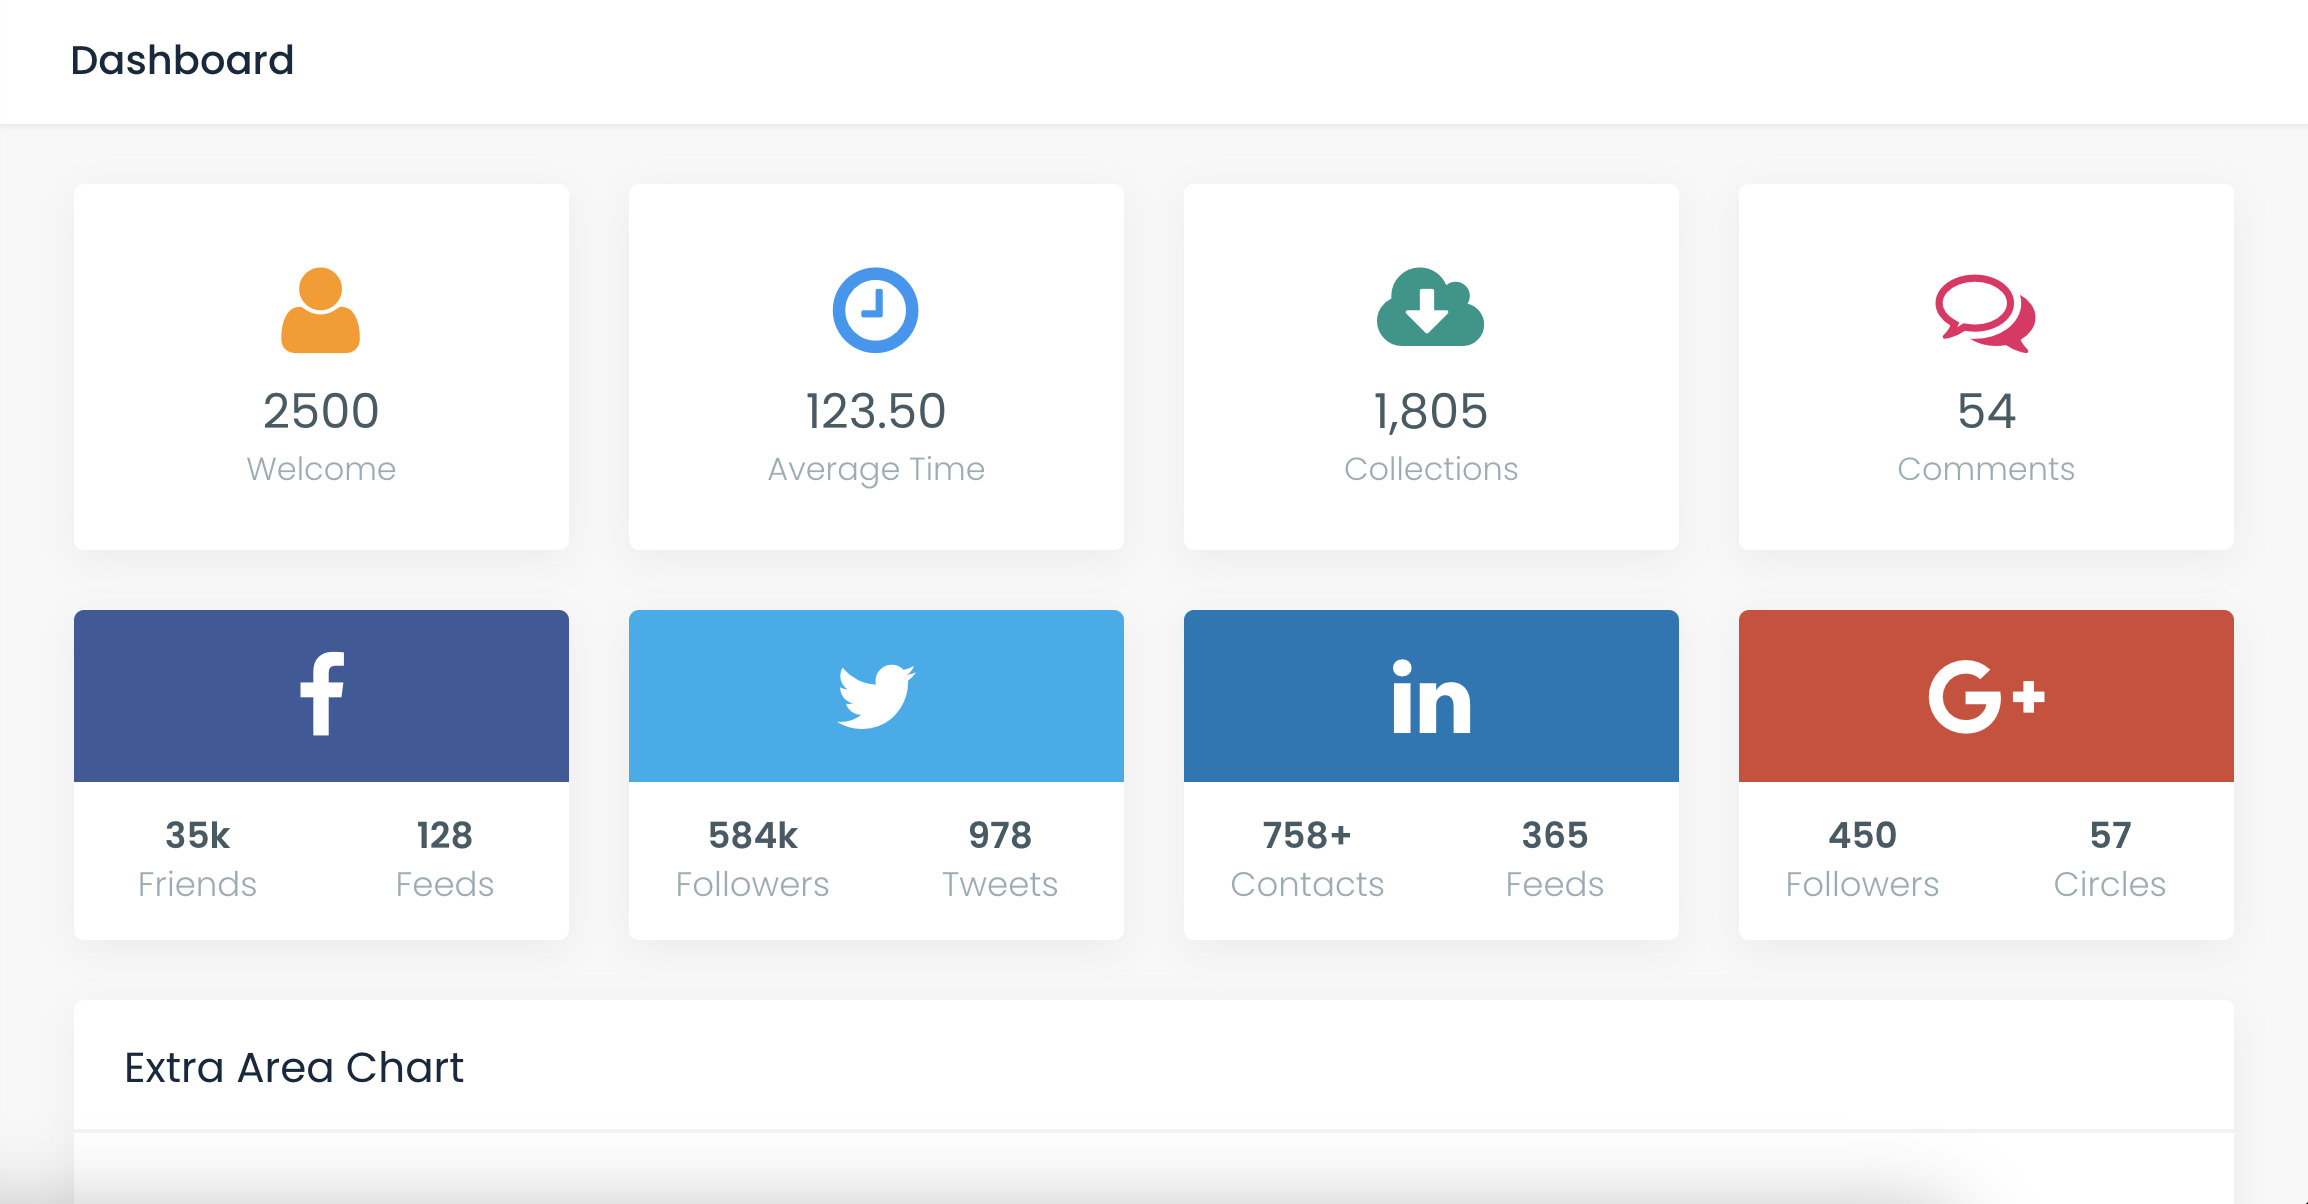 Dashboard
2500
Welcome
123.50
Average Time
1,805
Collections
54
Comments
f
in
G+
35k
Friends
128
Feeds
584k
Followers
978
Tweets
758+
Contacts
365
Feeds
450
Followers
57
Circles
Extra Area Chart